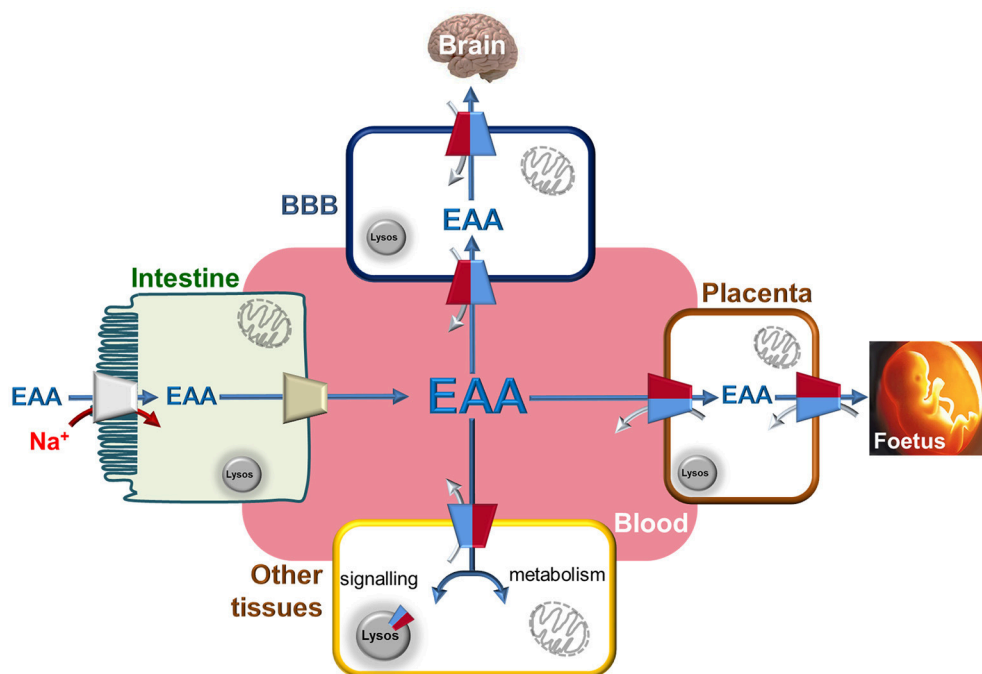 Brain
BBB
Lysos
EAA
Intestine
Placenta
EAA
Na⁺
EAA
Lysos
EAA
EAA
Lysos
Foetus
Blood
Other
tissues
signalling
metabolism
Lysos